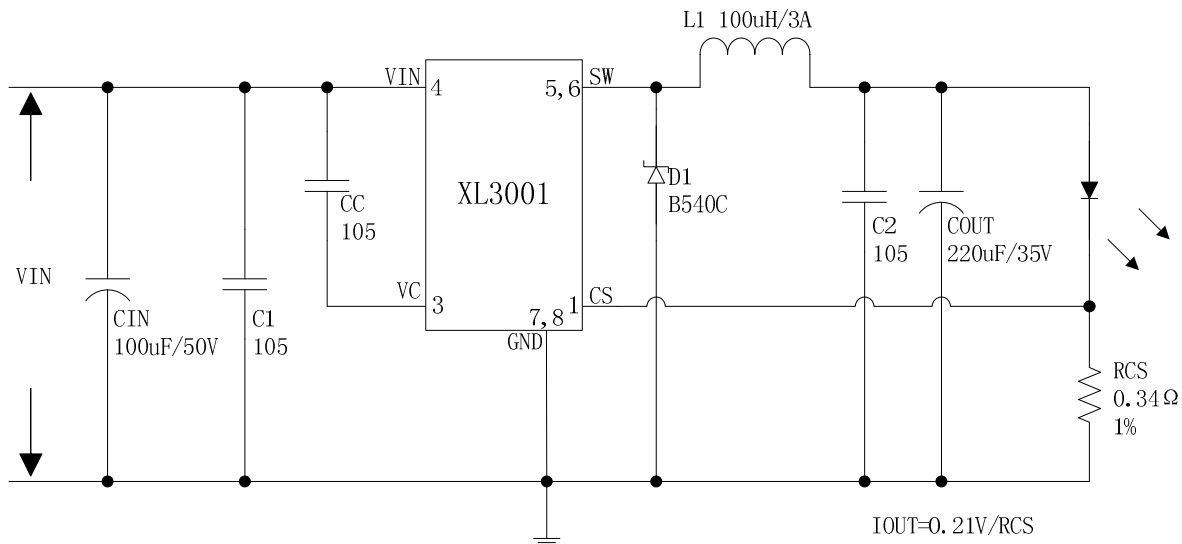 L1 100uH/3A
VIN
4
5,6
SW
XL3001
CC
105
D1
B540C
VIN
C2
105
COUT
220uF/35V
VC
3
1
CS
7,8
GND
CIN
100uF/50V
C1
105
RCS
0.34Ω
1%
IOUT=0.21V/RCS